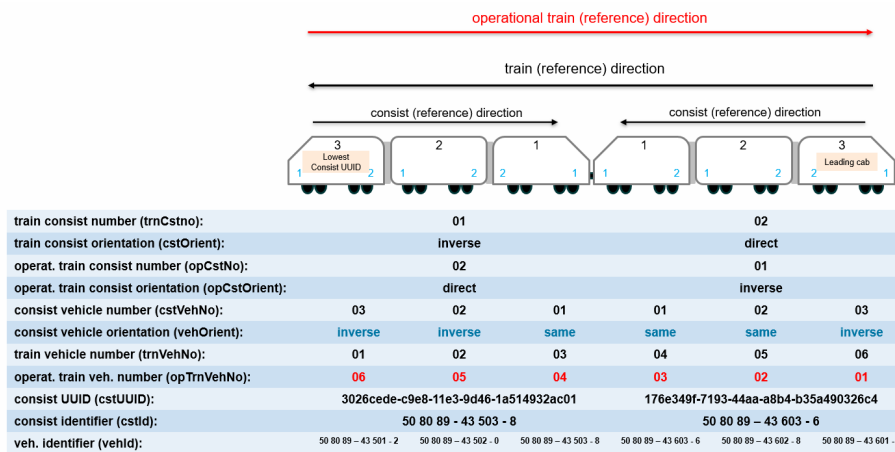 operational train (reference) direction
train (reference) direction
consist (reference) direction consist (reference) direction
3 2 1 1 2 3
Lowest
Consist UUID
Leading cab
1 2 1 2 2 1 1 2 1 2 2 1
train consist number (trnCstno): 01 02
train consist orientation (cstOrient): inverse direct
operat. train consist number (opCstNo): 02 01
operat. train consist orientation (opCstOrient): direct inverse
consist vehicle number (cstVehNo): 03 02 01 01 02 03
consist vehicle orientation (vehOrient): inverse inverse same same same inverse
train vehicle number (trnVehNo): 01 02 03 04 05 06
operat. train veh. number (opTrnVehNo): 06 05 04 03 02 01
consist UUID (cstUUID): 3026cede-c9e8-11e3-9d46-1a514932ac01 176e349f-7193-44aa-a8b4-b35a490326c4
consist identifier (cstId): 50 80 89 - 43 503 - 8 50 80 89 – 43 603 - 6
veh. identifier (vehId): 50 80 89 – 43 501 - 2 50 80 89 – 43 502 - 0 50 80 89 – 43 503 - 8 50 80 89 – 43 603 - 6 50 80 89 – 43 602 - 8 50 80 89 – 43 601 -